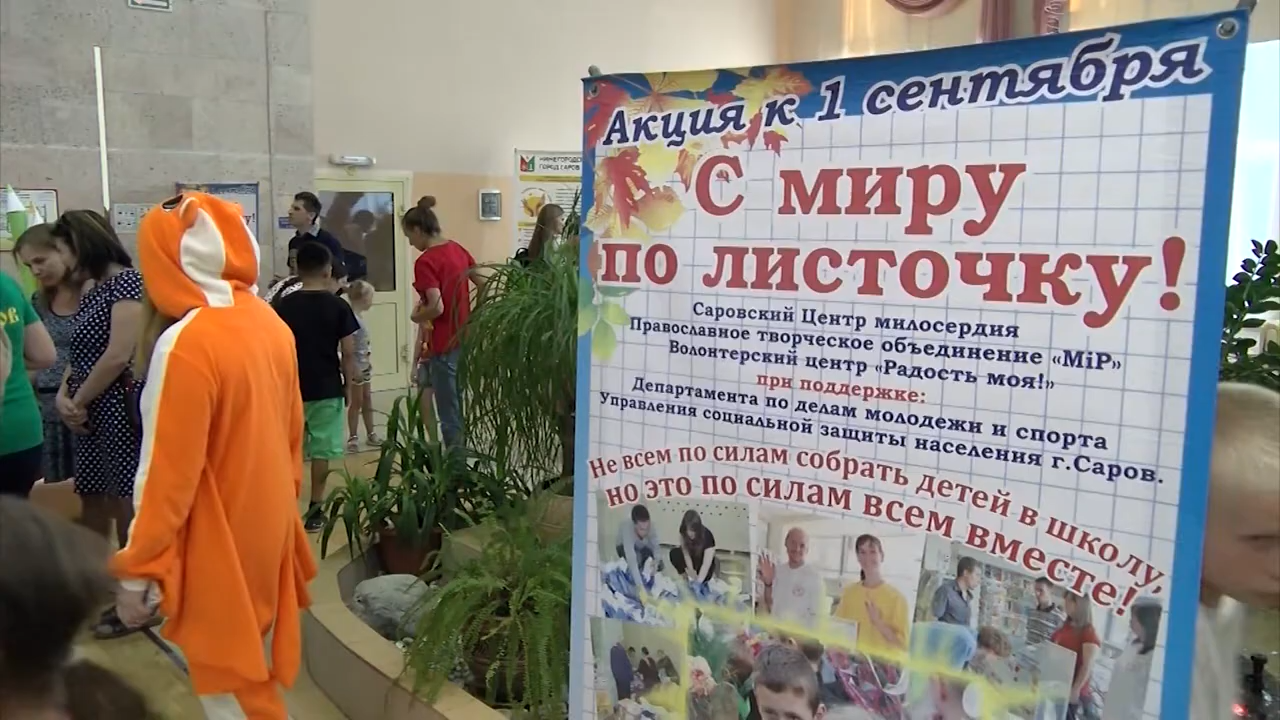 Акция к 1 сентября
С миру
по листочку!
Саровский Центр милосердия
Православное творческое объединение «МiР»
Волонтерский центр «Радость моя!»
при поддержке:
Департамента по делам молодежи и спорта
Управления социальной защиты населения г.Саров.
Не всем по силам собрать детей в школу,
но это по силам всем вместе!
ГОРОД САРОВ